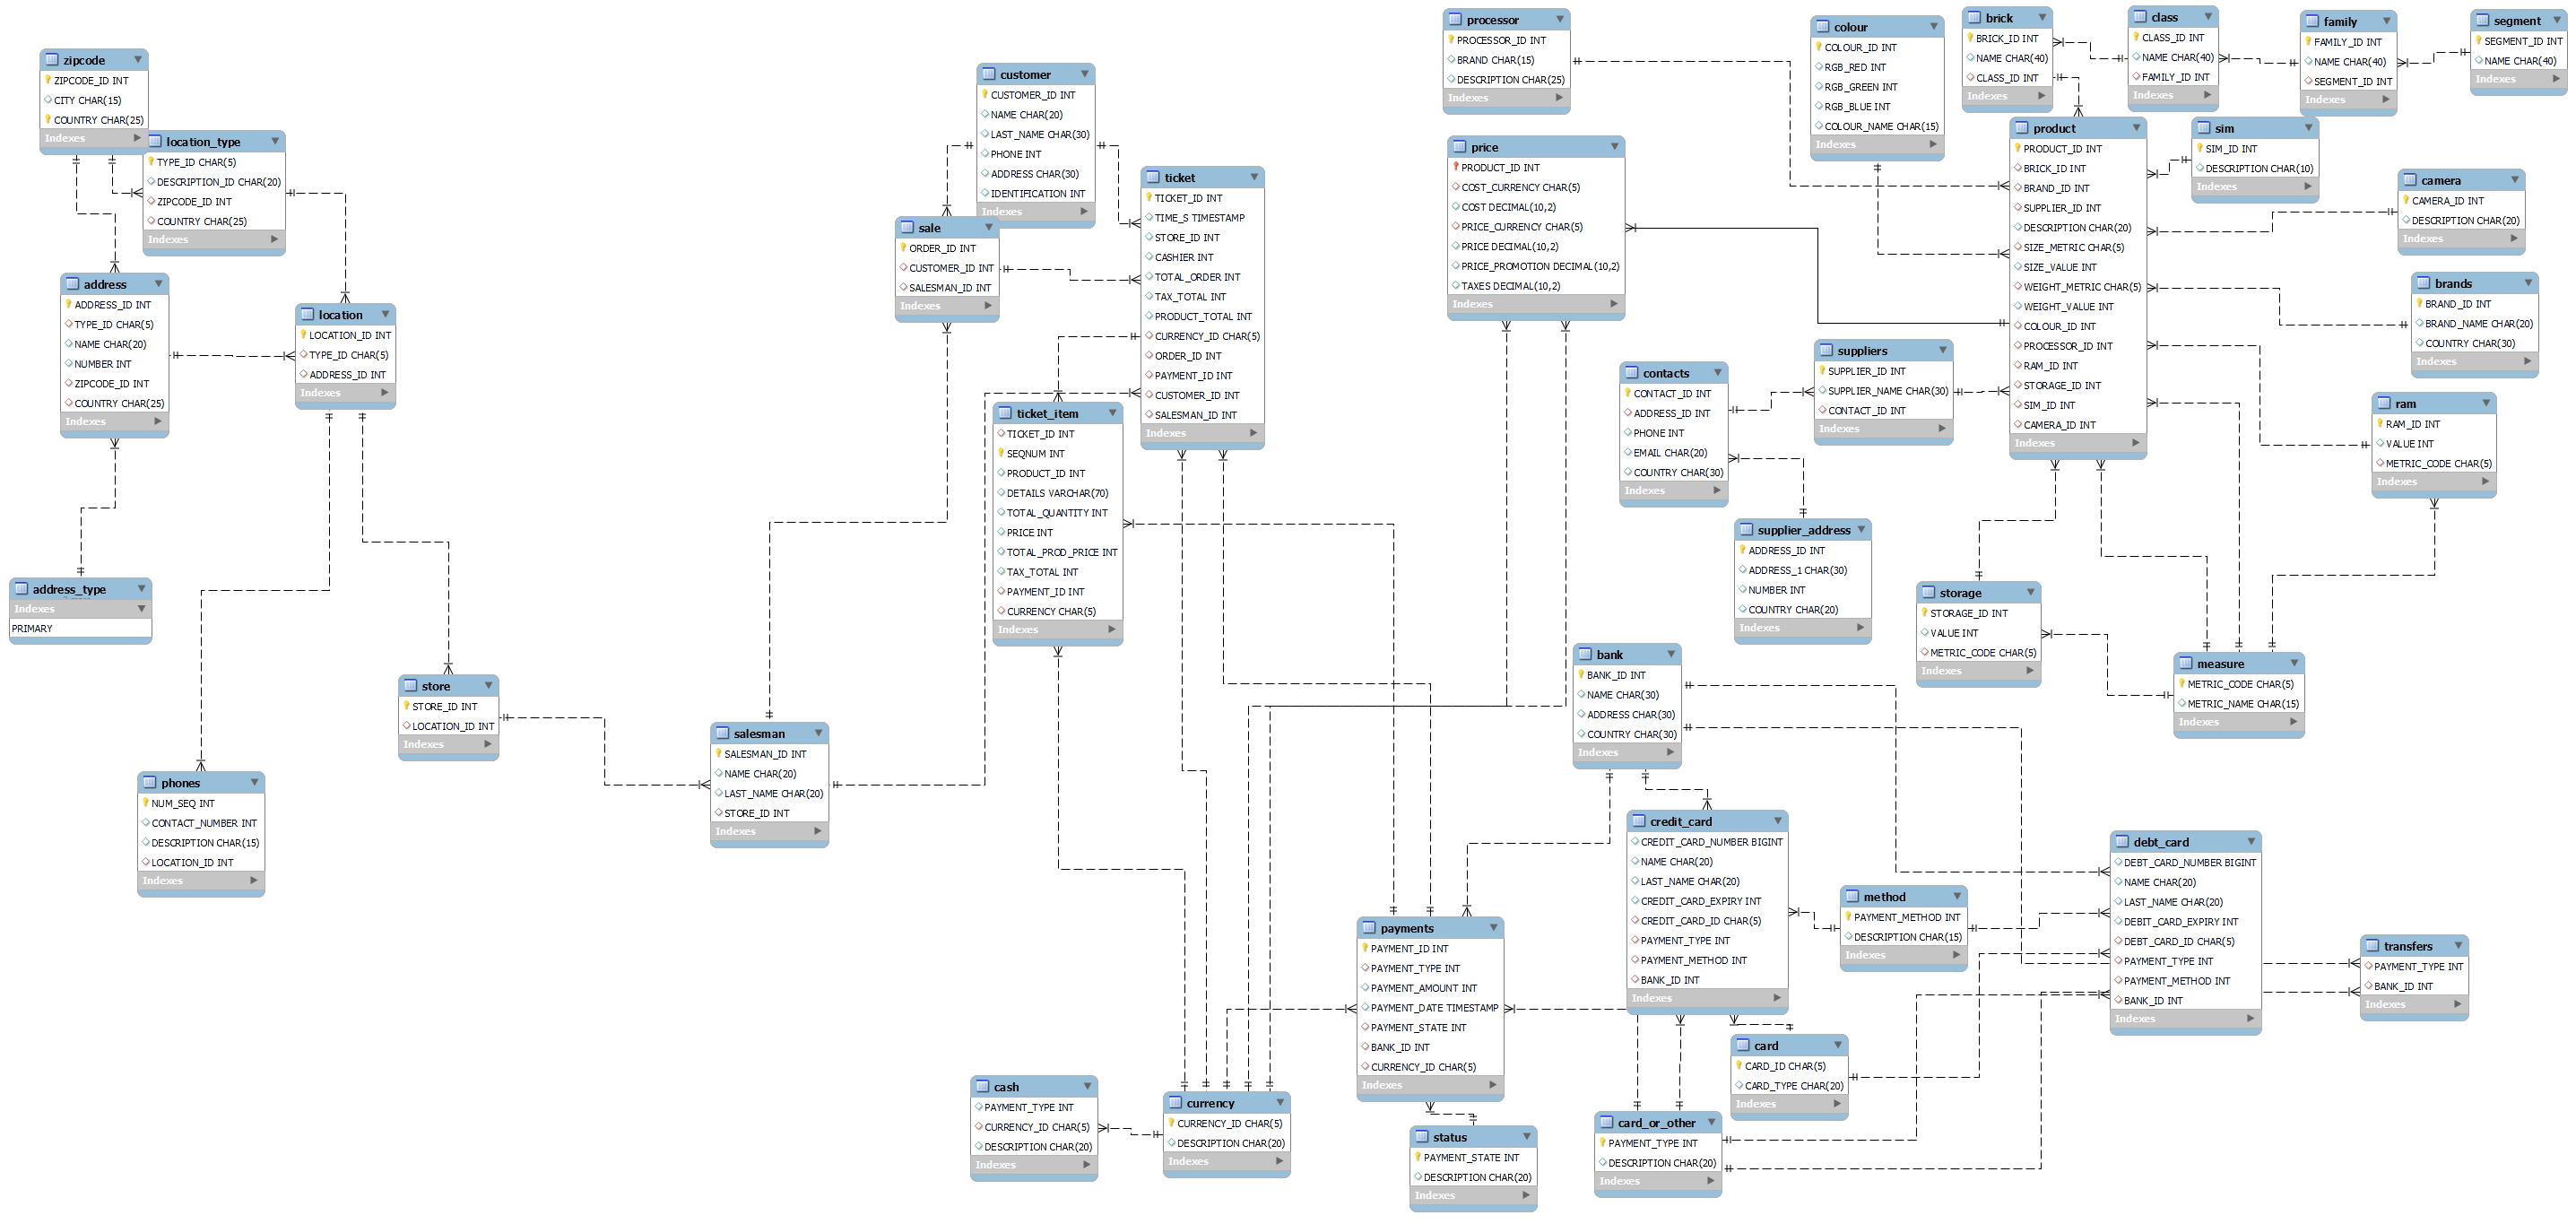 zipcode
ZIPCODE_ID INT
CITY CHAR(15)
COUNTRY CHAR(25)
Indexes
location_type
TYPE_ID CHAR(5)
DESCRIPTION_ID CHAR(20)
ZIPCODE_ID INT
COUNTRY CHAR(25)
Indexes
address
ADDRESS_ID INT
TYPE_ID CHAR(5)
NAME CHAR(20)
NUMBER INT
ZIPCODE_ID INT
COUNTRY CHAR(25)
Indexes
location
LOCATION_ID INT
TYPE_ID CHAR(5)
ADDRESS_ID INT
Indexes
address_type
Indexes
PRIMARY
store
STORE_ID INT
LOCATION_ID INT
Indexes
phones
NUM_SEQ INT
CONTACT_NUMBER INT
DESCRIPTION CHAR(15)
LOCATION_ID INT
Indexes
customer
CUSTOMER_ID INT
NAME CHAR(20)
LAST_NAME CHAR(30)
PHONE INT
ADDRESS CHAR(30)
IDENTIFICATION INT
Indexes
sale
ORDER_ID INT
CUSTOMER_ID INT
SALESMAN_ID INT
Indexes
ticket
TICKET_ID INT
TIME_S TIMESTAMP
STORE_ID INT
CASHIER INT
TOTAL_ORDER INT
TAX_TOTAL INT
PRODUCT_TOTAL INT
CURRENCY_ID CHAR(5)
ORDER_ID INT
PAYMENT_ID INT
CUSTOMER_ID INT
SALESMAN_ID INT
Indexes
ticket_item
TICKET_ID INT
SEQNUM INT
PRODUCT_ID INT
DETAILS VARCHAR(70)
TOTAL_QUANTITY INT
PRICE INT
TOTAL_PROD_PRICE INT
TAX_TOTAL INT
PAYMENT_ID INT
CURRENCY CHAR(5)
Indexes
salesman
SALESMAN_ID INT
NAME CHAR(20)
LAST_NAME CHAR(20)
STORE_ID INT
Indexes
processor
PROCESSOR_ID INT
BRAND CHAR(15)
DESCRIPTION CHAR(25)
Indexes
price
PRODUCT_ID INT
COST_CURRENCY CHAR(5)
COST DECIMAL(10,2)
PRICE_CURRENCY CHAR(5)
PRICE DECIMAL(10,2)
PRICE_PROMOTION DECIMAL(10,2)
TAXES DECIMAL(10,2)
Indexes
colour
COLOUR_ID INT
RGB_RED INT
RGB_GREEN INT
RGB_BLUE INT
COLOUR_NAME CHAR(15)
Indexes
brick
BRICK_ID INT
NAME CHAR(40)
CLASS_ID INT
Indexes
class
CLASS_ID INT
NAME CHAR(40)
FAMILY_ID INT
Indexes
family
FAMILY_ID INT
NAME CHAR(40)
SEGMENT_ID INT
Indexes
segment
SEGMENT_ID INT
NAME CHAR(40)
Indexes
product
PRODUCT_ID INT
BRICK_ID INT
BRAND_ID INT
SUPPLIER_ID INT
DESCRIPTION CHAR(20)
SIZE_METRIC CHAR(5)
SIZE_VALUE INT
WEIGHT_METRIC CHAR(5)
WEIGHT_VALUE INT
COLOUR_ID INT
PROCESSOR_ID INT
RAM_ID INT
STORAGE_ID INT
SIM_ID INT
CAMERA_ID INT
Indexes
sim
SIM_ID INT
DESCRIPTION CHAR(10)
Indexes
camera
CAMERA_ID INT
DESCRIPTION CHAR(20)
Indexes
brands
BRAND_ID INT
BRAND_NAME CHAR(20)
COUNTRY CHAR(30)
Indexes
ram
RAM_ID INT
VALUE INT
METRIC_CODE CHAR(5)
Indexes
contacts
CONTACT_ID INT
ADDRESS_ID INT
PHONE INT
EMAIL CHAR(20)
COUNTRY CHAR(30)
Indexes
suppliers
SUPPLIER_ID INT
SUPPLIER_NAME CHAR(30)
CONTACT_ID INT
Indexes
supplier_address
ADDRESS_ID INT
ADDRESS_1 CHAR(30)
NUMBER INT
COUNTRY CHAR(20)
Indexes
storage
STORAGE_ID INT
VALUE INT
METRIC_CODE CHAR(5)
Indexes
measure
METRIC_CODE CHAR(5)
METRIC_NAME CHAR(15)
Indexes
bank
BANK_ID INT
NAME CHAR(30)
ADDRESS CHAR(30)
COUNTRY CHAR(30)
Indexes
credit_card
CREDIT_CARD_NUMBER BIGINT
NAME CHAR(20)
LAST_NAME CHAR(20)
CREDIT_CARD_EXPIRY INT
CREDIT_CARD_ID CHAR(5)
PAYMENT_TYPE INT
PAYMENT_METHOD INT
BANK_ID INT
Indexes
method
PAYMENT_METHOD INT
DESCRIPTION CHAR(15)
Indexes
debt_card
DEBT_CARD_NUMBER BIGINT
NAME CHAR(20)
LAST_NAME CHAR(20)
DEBIT_CARD_EXPIRY INT
DEBT_CARD_ID CHAR(5)
PAYMENT_TYPE INT
PAYMENT_METHOD INT
BANK_ID INT
Indexes
transfers
PAYMENT_TYPE INT
BANK_ID INT
Indexes
payments
PAYMENT_ID INT
PAYMENT_TYPE INT
PAYMENT_AMOUNT INT
PAYMENT_DATE TIMESTAMP
PAYMENT_STATE INT
BANK_ID INT
CURRENCY_ID CHAR(5)
Indexes
card
CARD_ID CHAR(5)
CARD_TYPE CHAR(20)
Indexes
cash
PAYMENT_TYPE INT
CURRENCY_ID CHAR(5)
DESCRIPTION CHAR(20)
Indexes
currency
CURRENCY_ID CHAR(5)
DESCRIPTION CHAR(20)
Indexes
status
PAYMENT_STATE INT
DESCRIPTION CHAR(20)
Indexes
card_or_other
PAYMENT_TYPE INT
DESCRIPTION CHAR(20)
Indexes